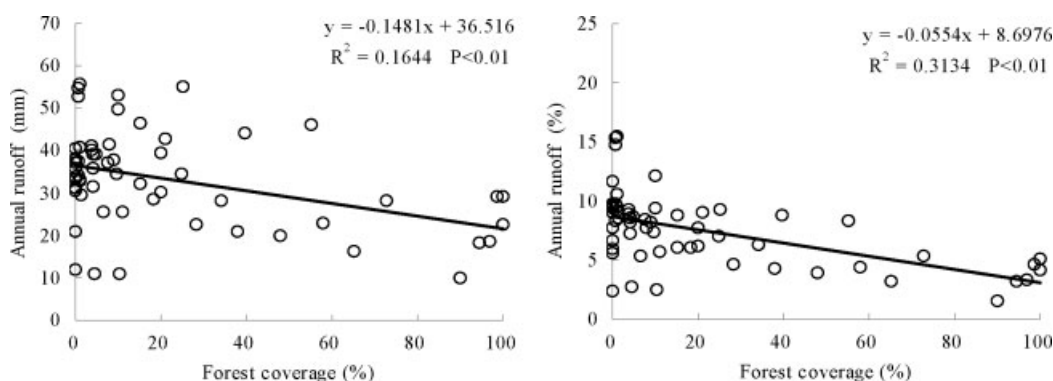 y = -0.1481x + 36.516
R² = 0.1644 P<0.01
70
60
50
40
30
20
10
0
Annual runoff (mm)
0 20 40 60 80 100
Forest coverage (%)
y = -0.0554x + 8.6976
R² = 0.3134 P<0.01
25
20
15
10
5
0
Annual runoff (%)
0 20 40 60 80 100
Forest coverage (%)